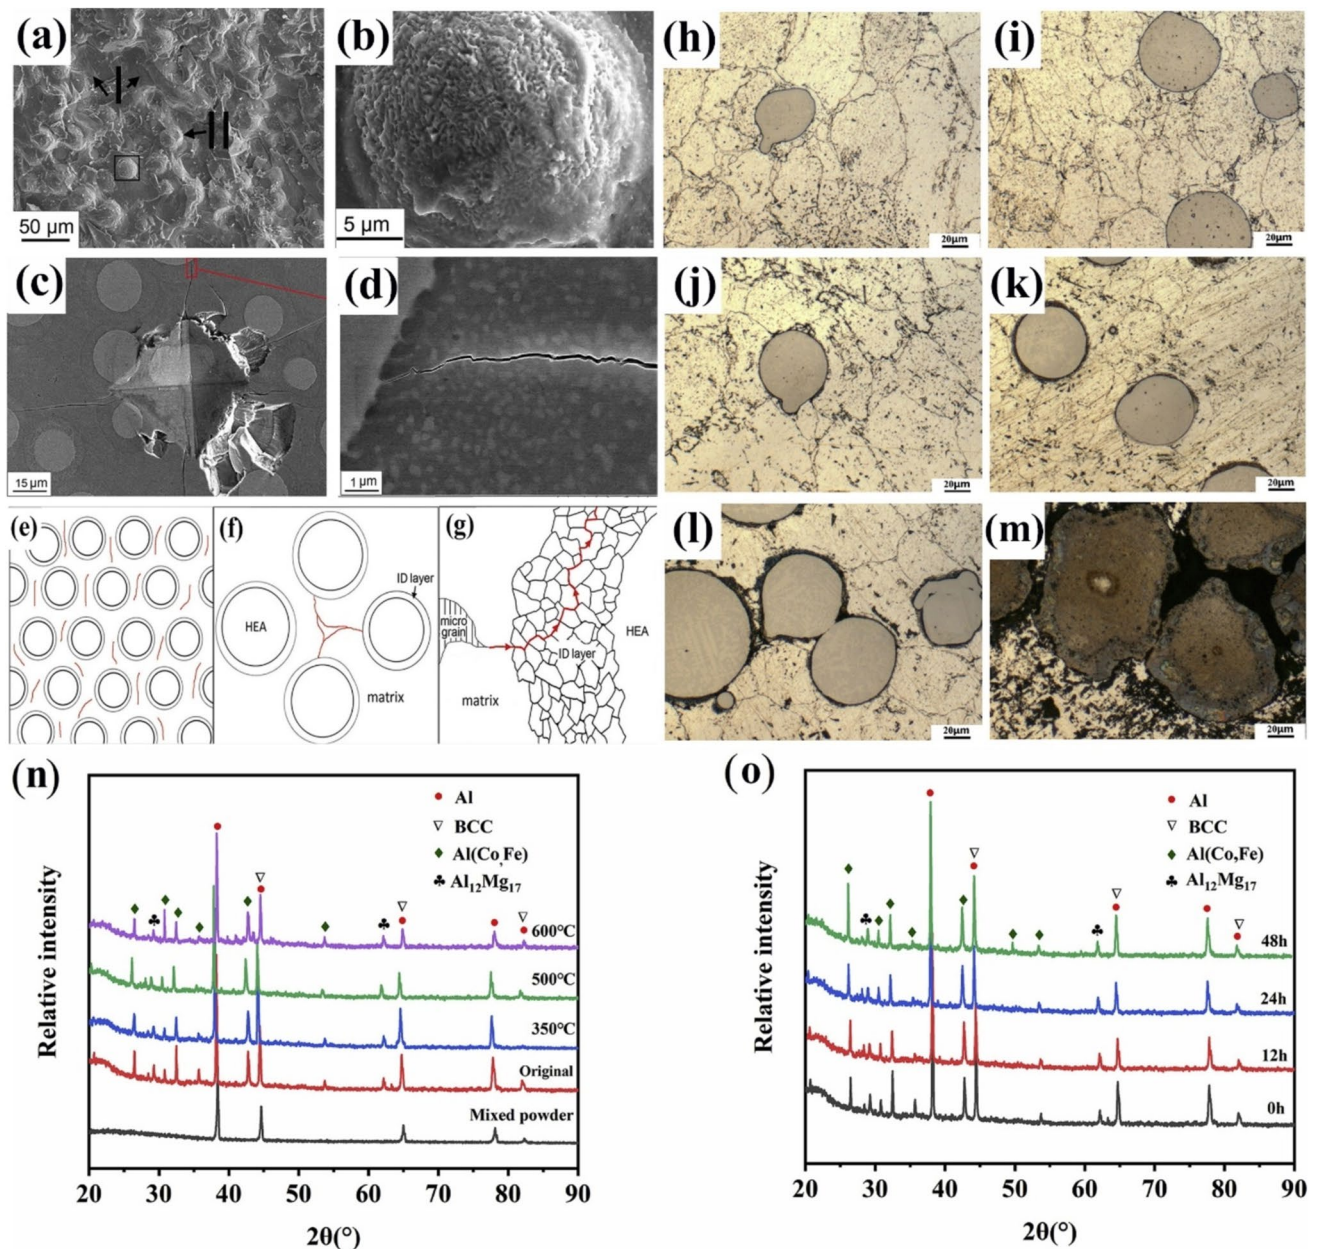 (a)
I
II
50 μm
(b)
5 μm
(h)
20μm
(i)
20μm
(c)
15 μm
(d)
1 μm
(j)
20μm
(k)
20μm
(e)
(f)
ID layer
HEA
matrix
(g)
micro
grain
HEA
ID layer
matrix
(l)
20μm
(m)
20μm
(n)
Al
BCC
Al(Co,Fe)
Al12Mg17
600°C
500°C
350°C
Original
Mixed powder
Relative intensity
20 30 40 50 60 70 80 90
2θ(°)
(o)
Al
BCC
Al(Co,Fe)
Al12Mg17
48h
24h
12h
0h
Relative intensity
20 30 40 50 60 70 80 90
2θ(°)